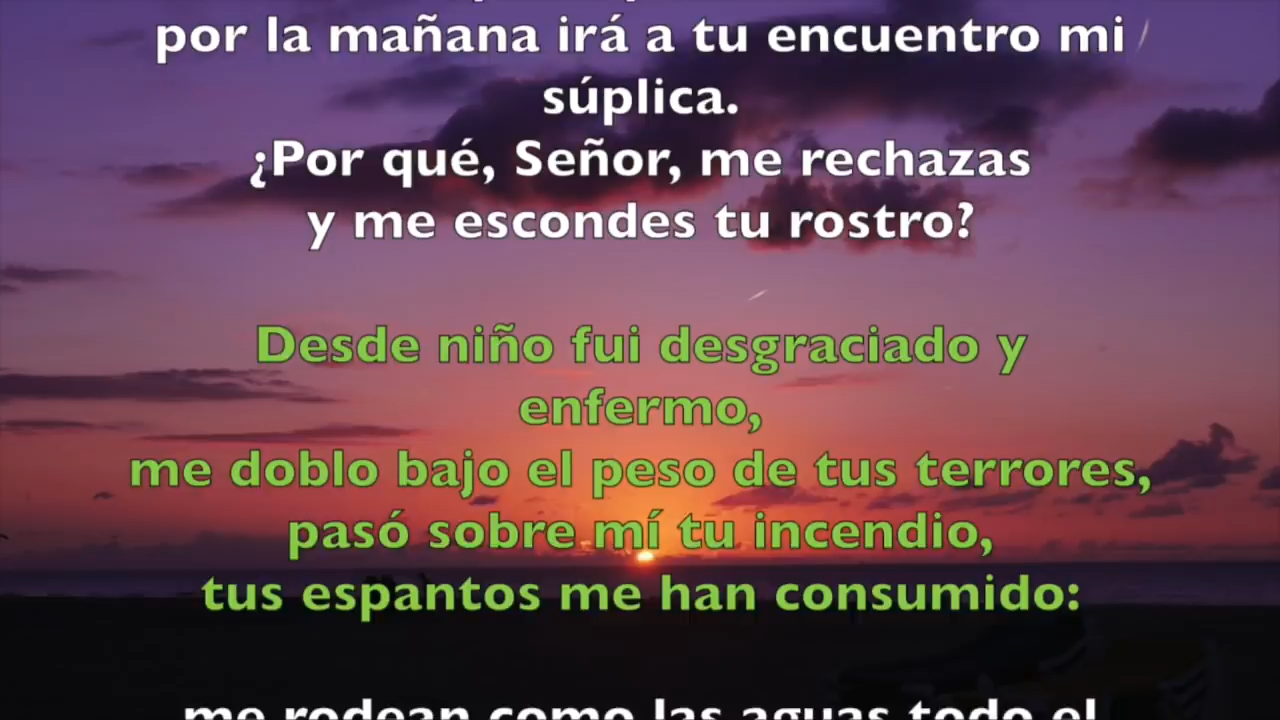 por la mañana irá a tu encuentro mi
súplica.
¿Por qué, Señor, me rechazas
y me escondes tu rostro?
Desde niño fui desgraciado y
enfermo,
me doblo bajo el peso de tus terrores,
pasó sobre mí tu incendio,
tus espantos me han consumido:
me rodean como las aguas todo el